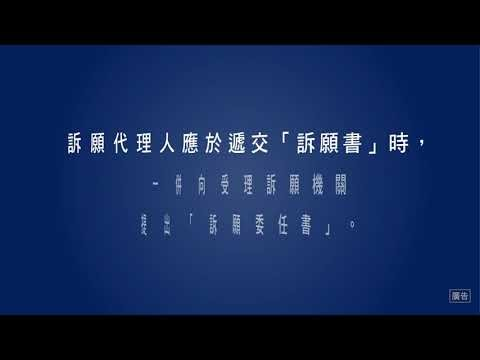 訴願代理人應於遞交「訴願書」時，
一併向受理訴願機關
提出「訴願委任書」。
廣告